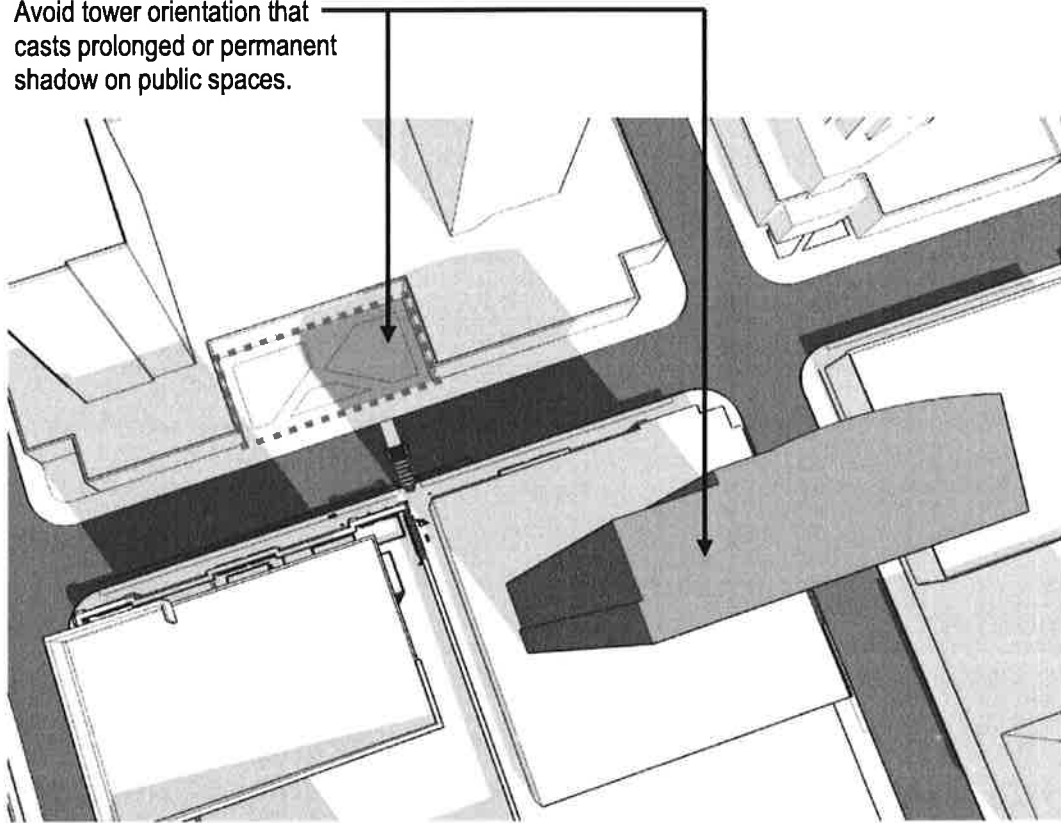 Avoid tower orientation that
casts prolonged or permanent
shadow on public spaces.